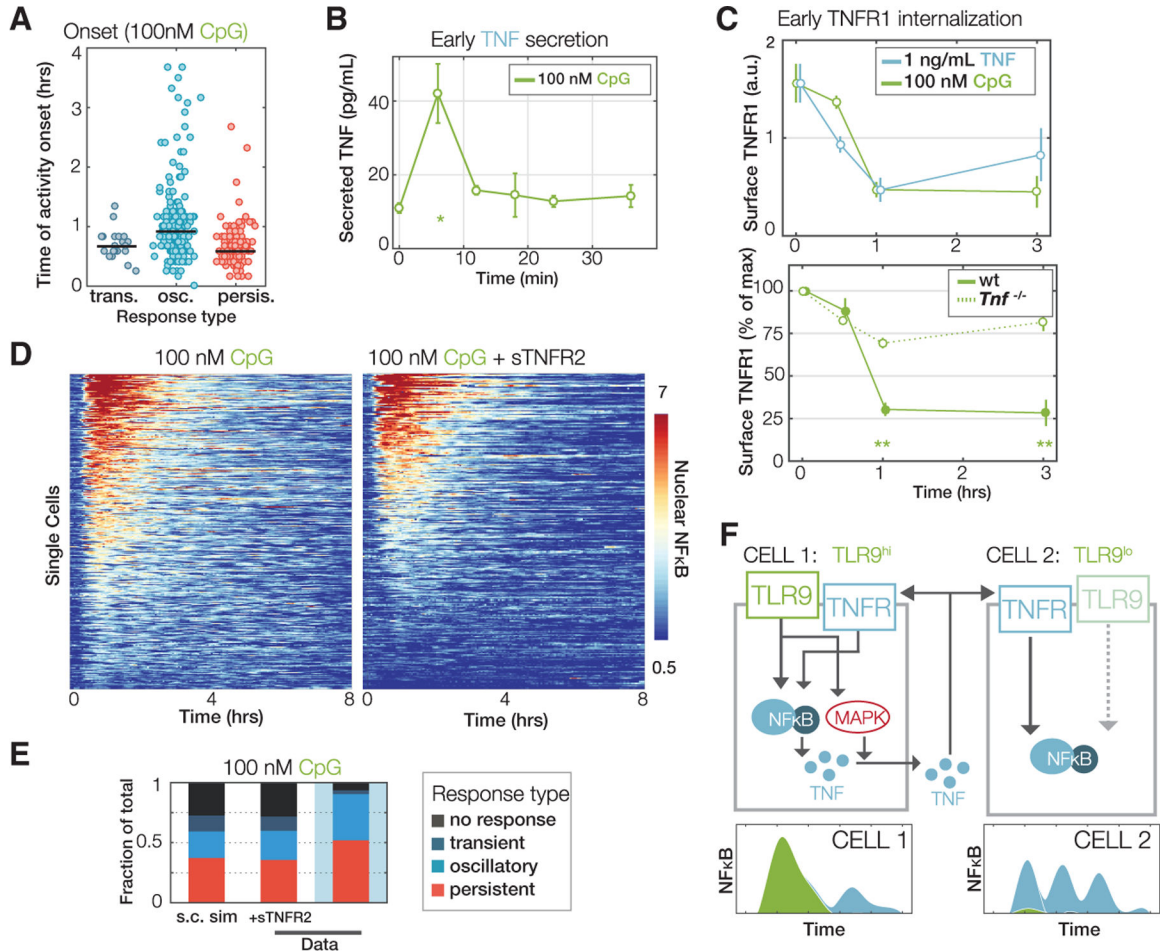 A
Onset (100nM CpG)
Time of activity onset (hrs)
4
3
2
1
0
trans. osc. persis.
Response type
B
Early TNF secretion
100 nM CpG
Secreted TNF (pg/mL)
40
20
0
*
0 10 20 30
Time (min)
C
Early TNFR1 internalization
1 ng/mL TNF
100 nM CpG
Surface TNFR1 (a.u.)
2
1
0
0 1 2 3
wt
Tnf -/-
Surface TNFR1 (% of max)
100
75
50
25
0
** **
0 1 2 3
Time (hrs)
D
100 nM CpG
100 nM CpG + sTNFR2
Single Cells
7
Nuclear NFκB
0.5
0 4 8
0 4 8
Time (hrs)
Time (hrs)
E
100 nM CpG
Fraction of total
1
0.5
0
s.c. sim +sTNFR2
Data
Response type
no response
transient
oscillatory
persistent
F
CELL 1: TLR9hi
CELL 2: TLR9lo
TLR9
TNFR
TNFR
TLR9
NFκB
MAPK
TNF
TNF
NFκB
CELL 1
CELL 2
NFκB
NFκB
Time
Time